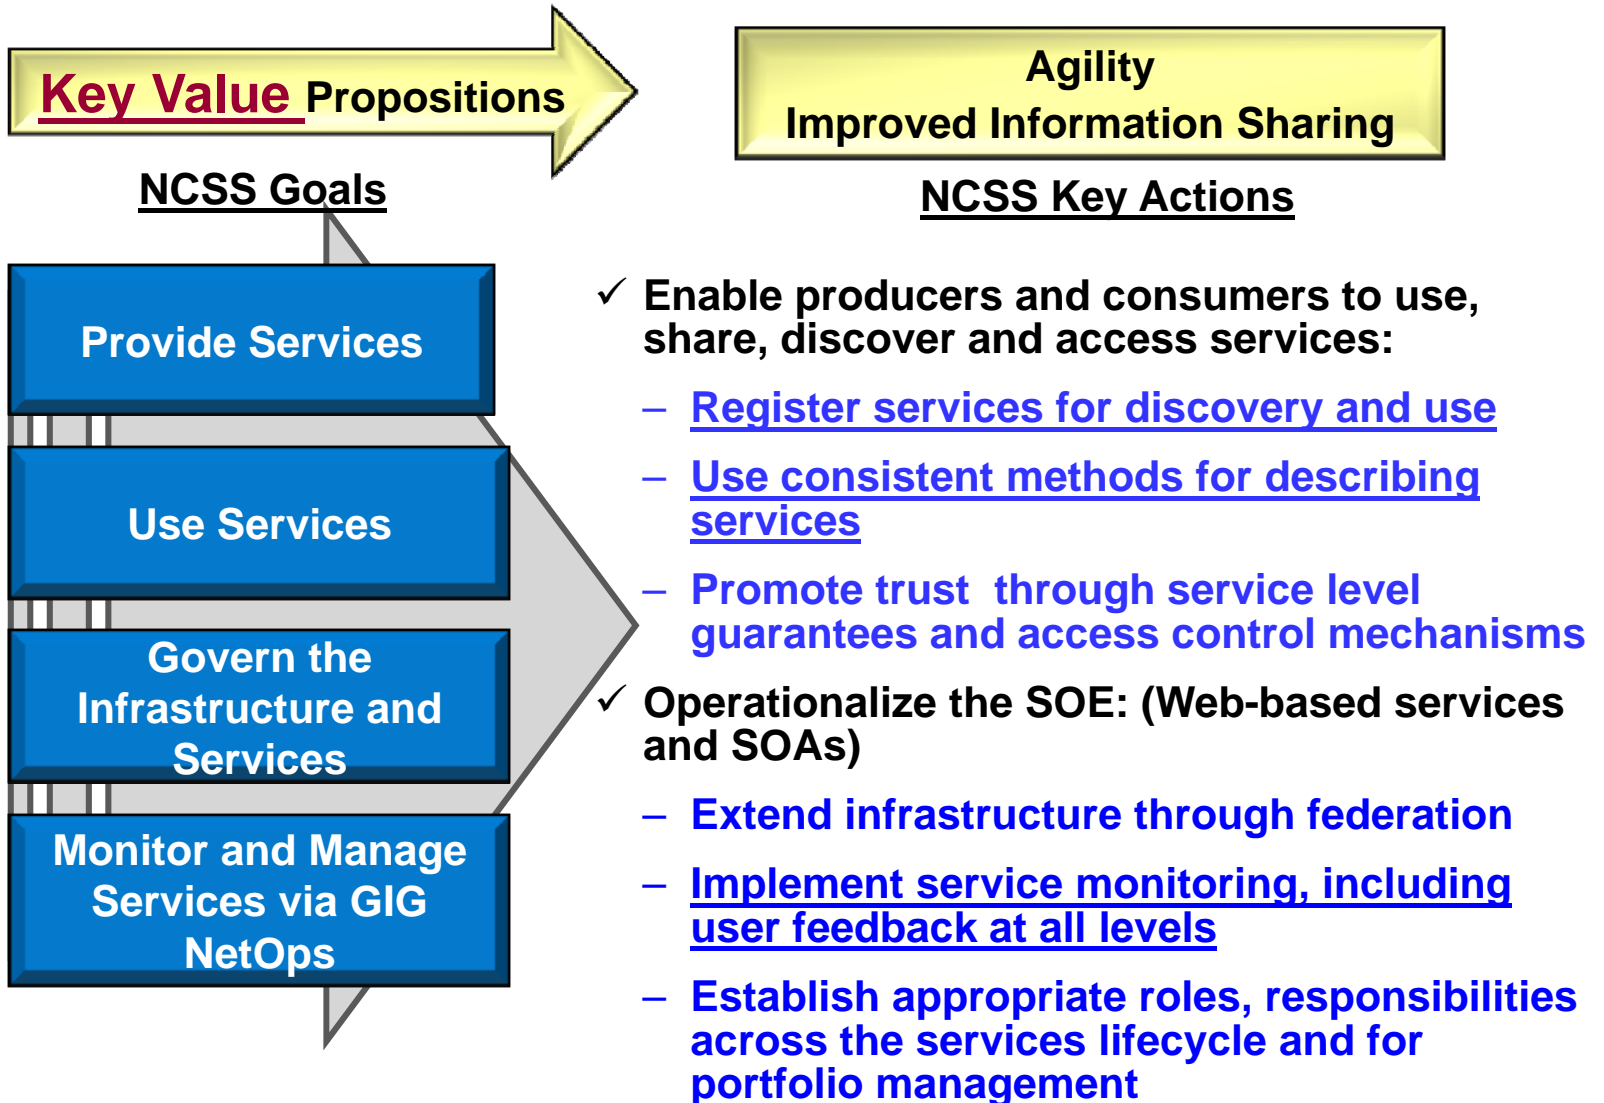 Key Value Propositions
Agility
Improved Information Sharing
NCSS Goals
Provide Services
Use Services
Govern the
Infrastructure and
Services
Monitor and Manage
Services via GIG
NetOps
NCSS Key Actions
✓ Enable producers and consumers to use,
share, discover and access services:
– Register services for discovery and use
– Use consistent methods for describing
services
– Promote trust through service level
guarantees and access control mechanisms
✓ Operationalize the SOE: (Web-based services
and SOAs)
– Extend infrastructure through federation
– Implement service monitoring, including
user feedback at all levels
– Establish appropriate roles, responsibilities
across the services lifecycle and for
portfolio management